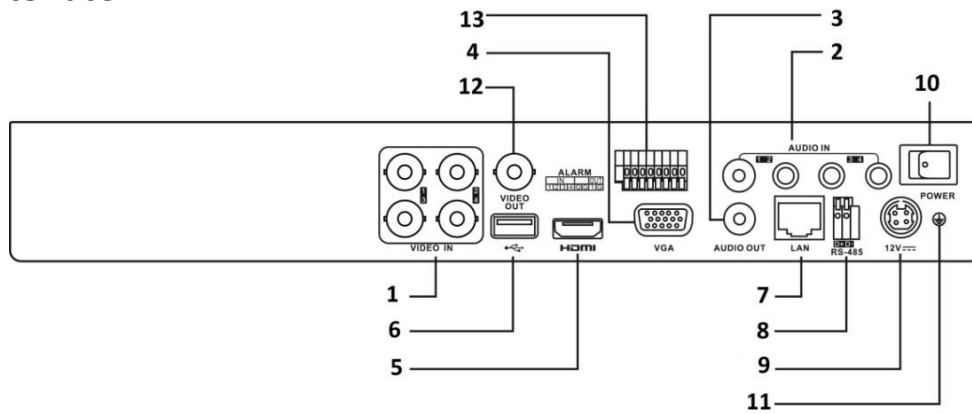 13
3
4
2
12
10
AUDIO IN
1 2
3 4
ALARM
IN OUT
VIDEO OUT
POWER
VIDEO IN
HDMI
VGA
AUDIO OUT
LAN
D+ D-
RS-485
12V
1
7
6
8
5
9
11